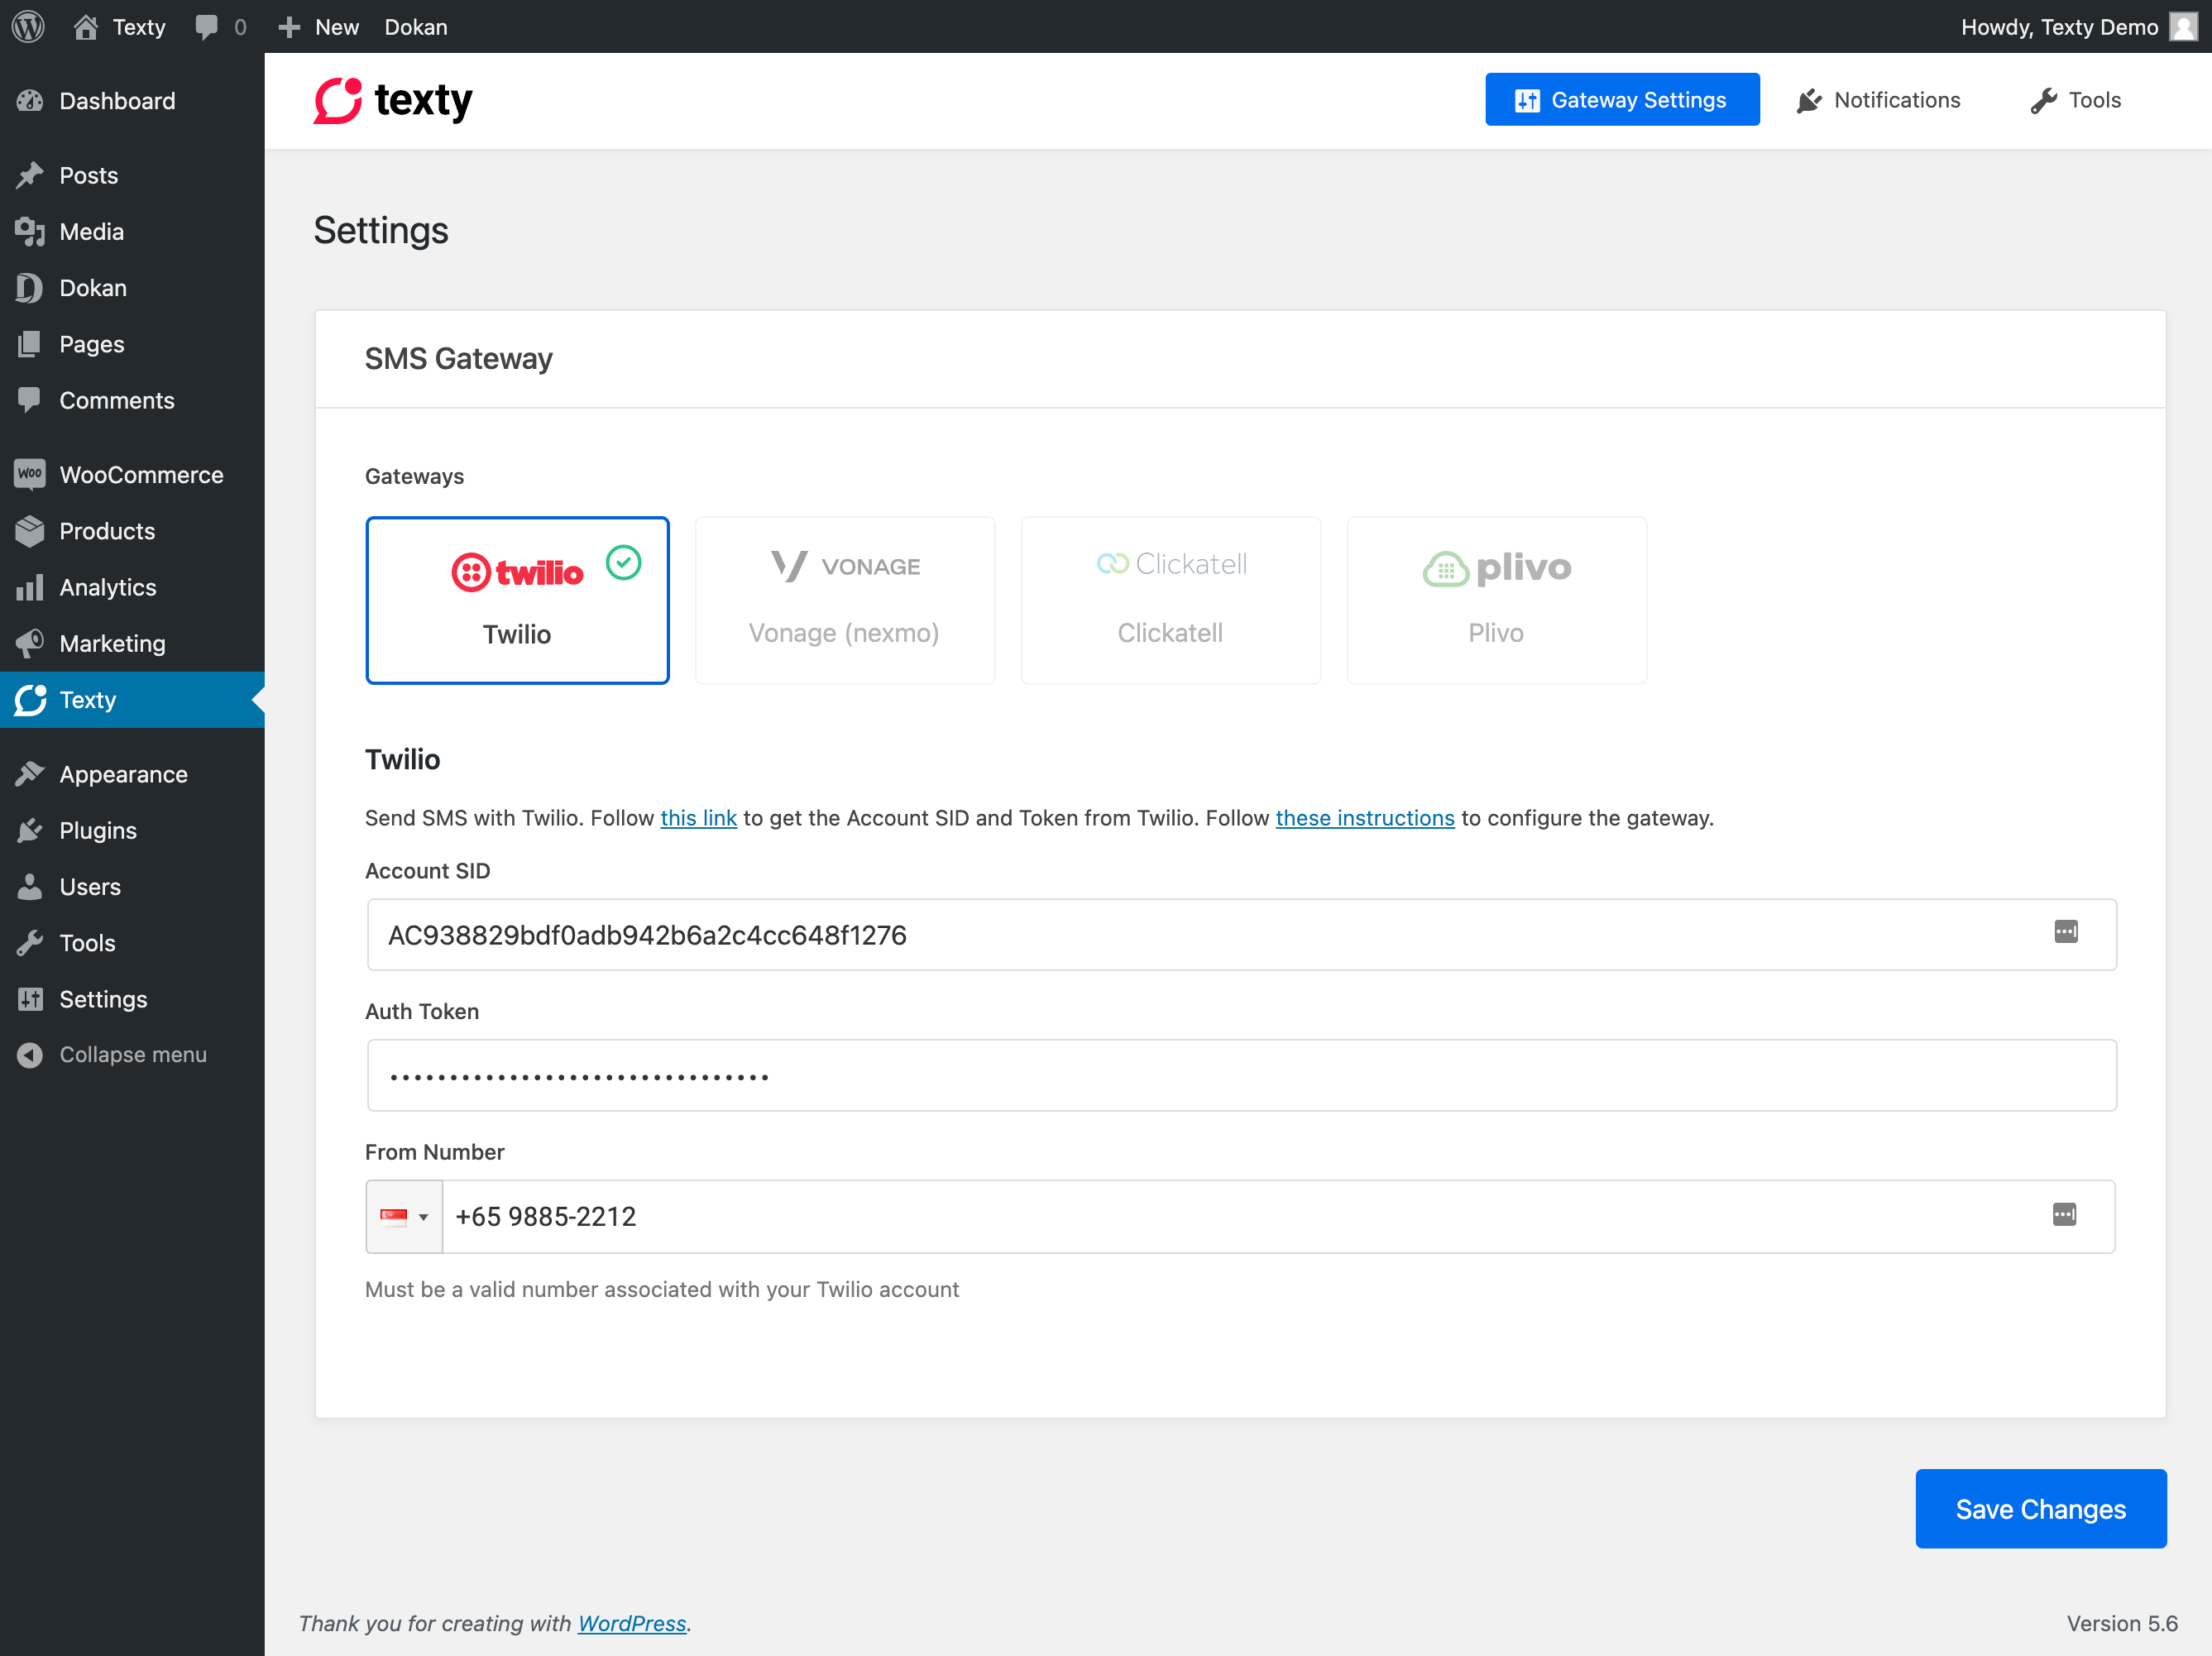 Texty
0
New
Dokan
Howdy, Texty Demo
Dashboard
Posts
Media
Dokan
Pages
Comments
WOO
WooCommerce
Products
Analytics
Marketing
Texty
Appearance
Plugins
Users
Tools
Settings
Collapse menu
texty
Gateway Settings
Notifications
Tools
Settings
SMS Gateway
Gateways
twilio
Twilio
VONAGE
Vonage (nexmo)
Clickatell
Clickatell
plivo
Plivo
Twilio
Send SMS with Twilio. Follow this link to get the Account SID and Token from Twilio. Follow these instructions to configure the gateway.
Account SID
AC938829bdf0adb942b6a2c4cc648f1276
Auth Token
••••••••••••••••••••••••••••••••
From Number
+65 9885-2212
Must be a valid number associated with your Twilio account
Save Changes
Thank you for creating with WordPress.
Version 5.6